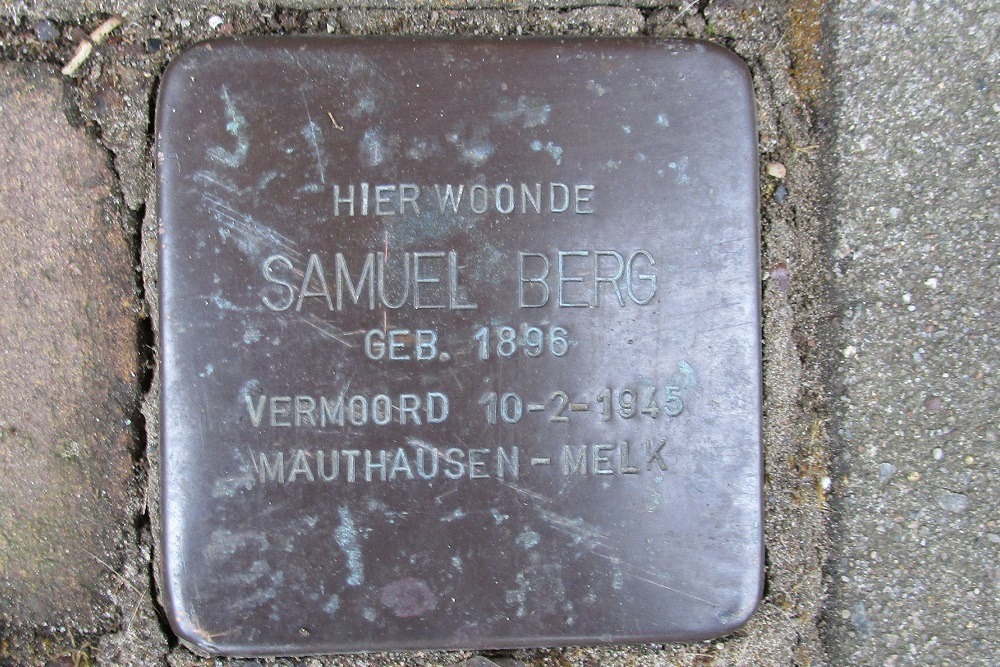 HIER WOONDE
SAMUEL BERG
GEB. 1896
VERMOORD 10-2-1945
MAUTHAUSEN - MELK